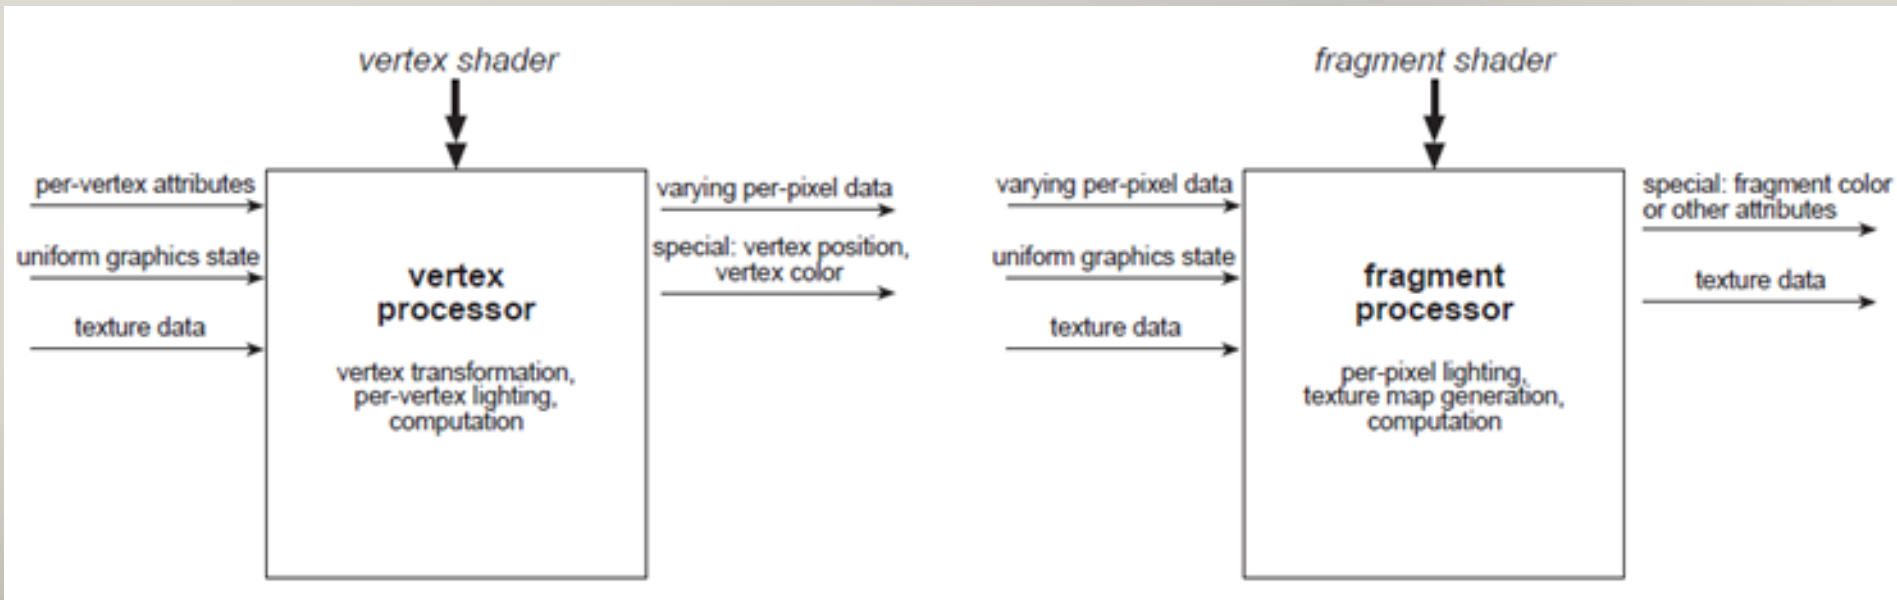 vertex shader
per-vertex attributes
uniform graphics state
texture data
vertex
processor
vertex transformation,
per-vertex lighting,
computation
varying per-pixel data
special: vertex position,
vertex color
fragment shader
varying per-pixel data
uniform graphics state
texture data
fragment
processor
per-pixel lighting,
texture map generation,
computation
special: fragment color
or other attributes
texture data